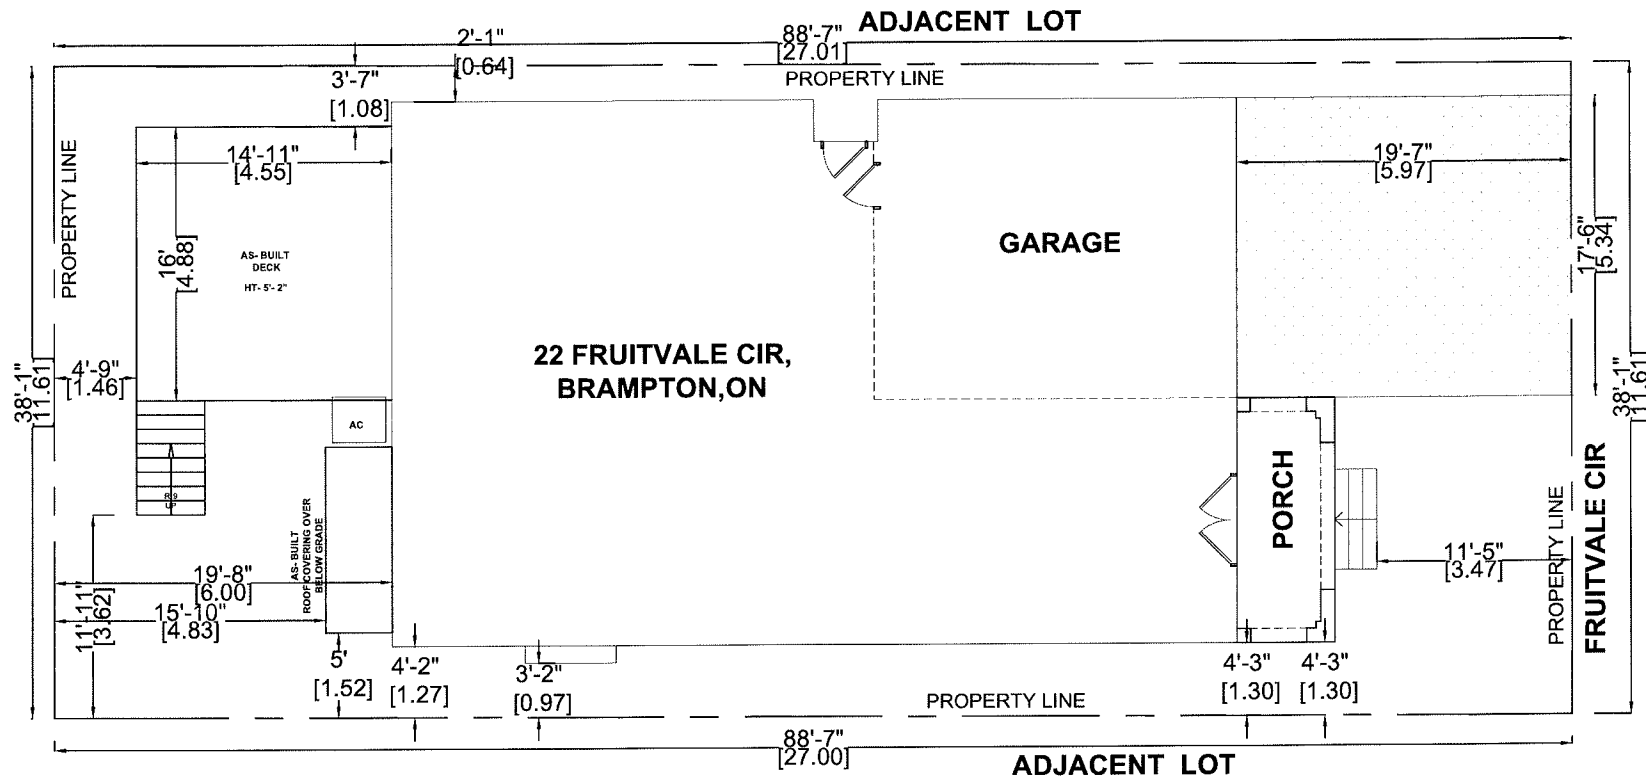 ADJACENT LOT
88'-7"
[27.01]
2'-1"
[0.64]
3'-7"
[1.08]
PROPERTY LINE
PROPERTY LINE
14'-11"
[4.55]
19'-7"
[5.97]
16'
[4.88]
AS- BUILT
DECK
HT- 5'- 2"
GARAGE
17'-6"
[5.34]
22 FRUITVALE CIR,
BRAMPTON,ON
38'-1"
[11.61]
4'-9"
[1.46]
38'-1"
[11.61]
AC
R 9
UP
AS- BUILT
ROOF COVERING OVER
BELOW GRADE
PORCH
FRUITVALE CIR
PROPERTY LINE
11'-5"
[3.47]
19'-8"
[6.00]
15'-10"
[4.83]
11'-11"
[3.62]
5'
[1.52]
4'-2"
[1.27]
3'-2"
[0.97]
4'-3"
[1.30]
4'-3"
[1.30]
PROPERTY LINE
88'-7"
[27.00]
ADJACENT LOT